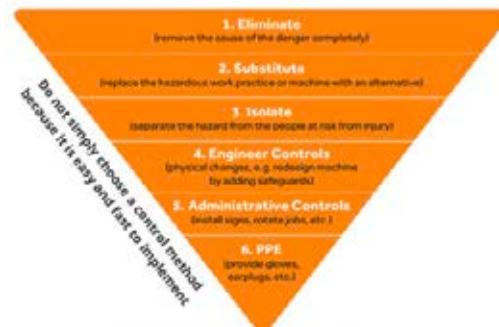 1. Eliminate
(remove the cause of the danger completely)
2. Substitute
(replace the hazardous work practice or machine with an alternative)
3. Isolate
(separate the hazard from the people at risk from injury)
4. Engineer Controls
(physical changes, e.g. redesign machine
by adding safeguards)
5. Administrative Controls
(install signs, rotate jobs, etc.)
6. PPE
(provide gloves,
earplugs, etc.)
Do not simply choose a control method
because it is easy and fast to implement